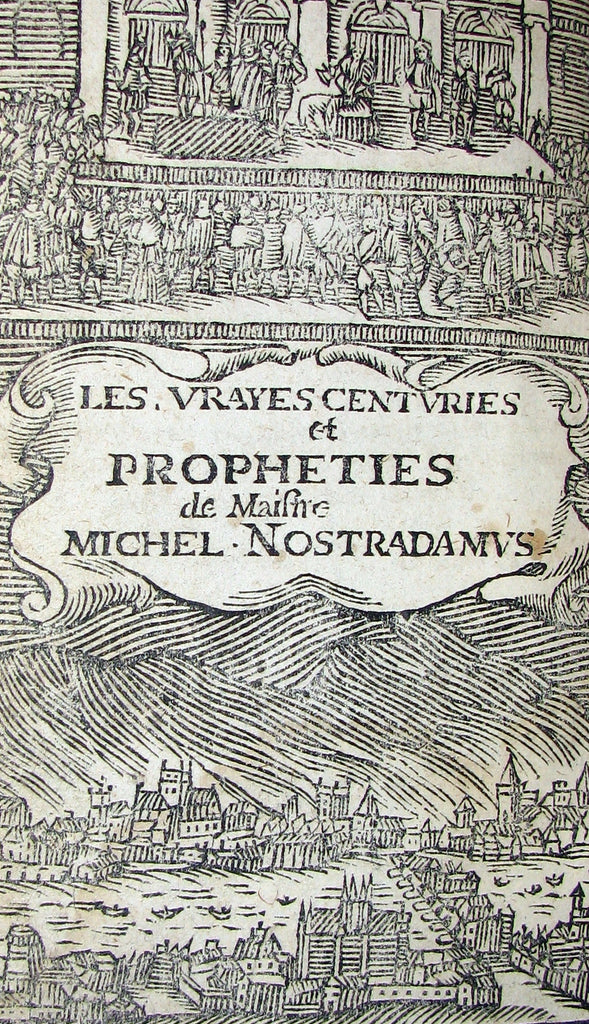 LES. VRAYES CENTVRIES
et
PROPHETIES
de Maiſtre
MICHEL · NOSTRADAMVS